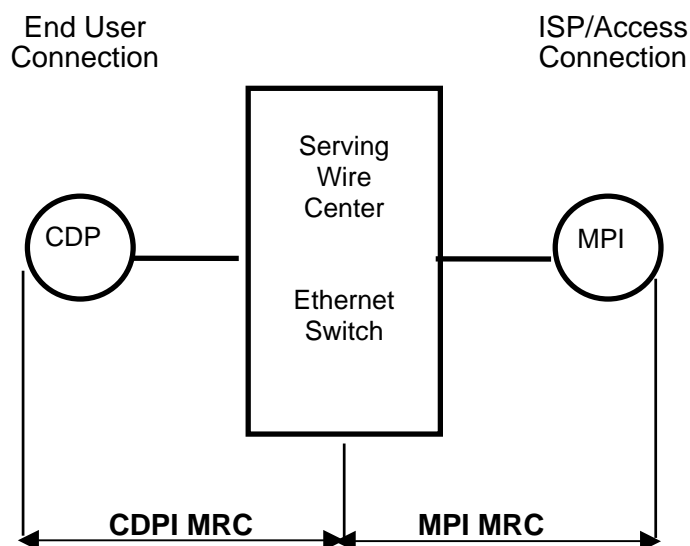 End User
Connection
ISP/Access
Connection
Serving
Wire
Center
CDP
MPI
Ethernet
Switch
CDPI MRC
MPI MRC